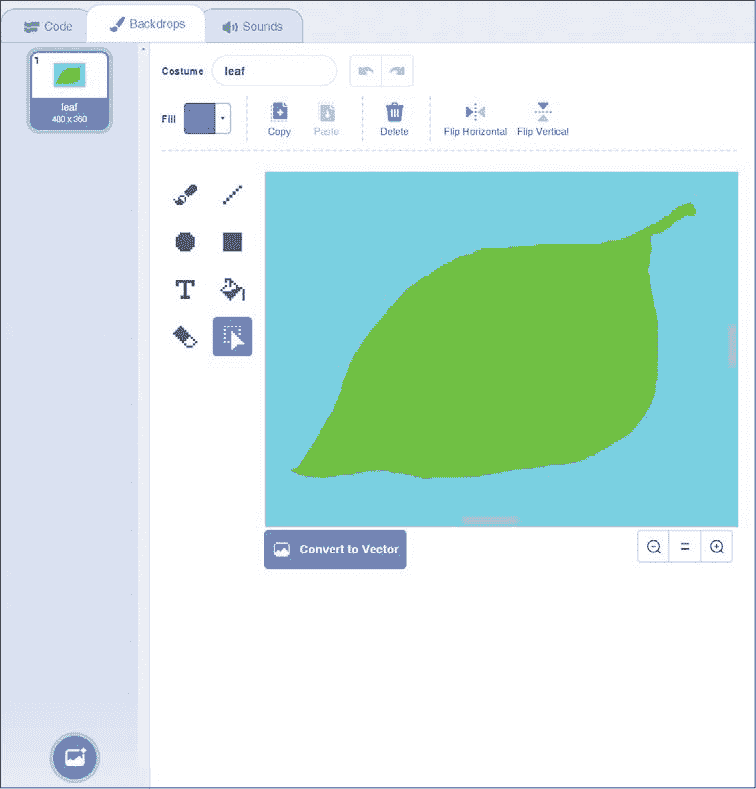 Code
Backdrops
Sounds
1
leaf
480 x 360
Costume
leaf
Fill
Copy
Paste
Delete
Flip Horizontal
Flip Vertical
T
Convert to Vector